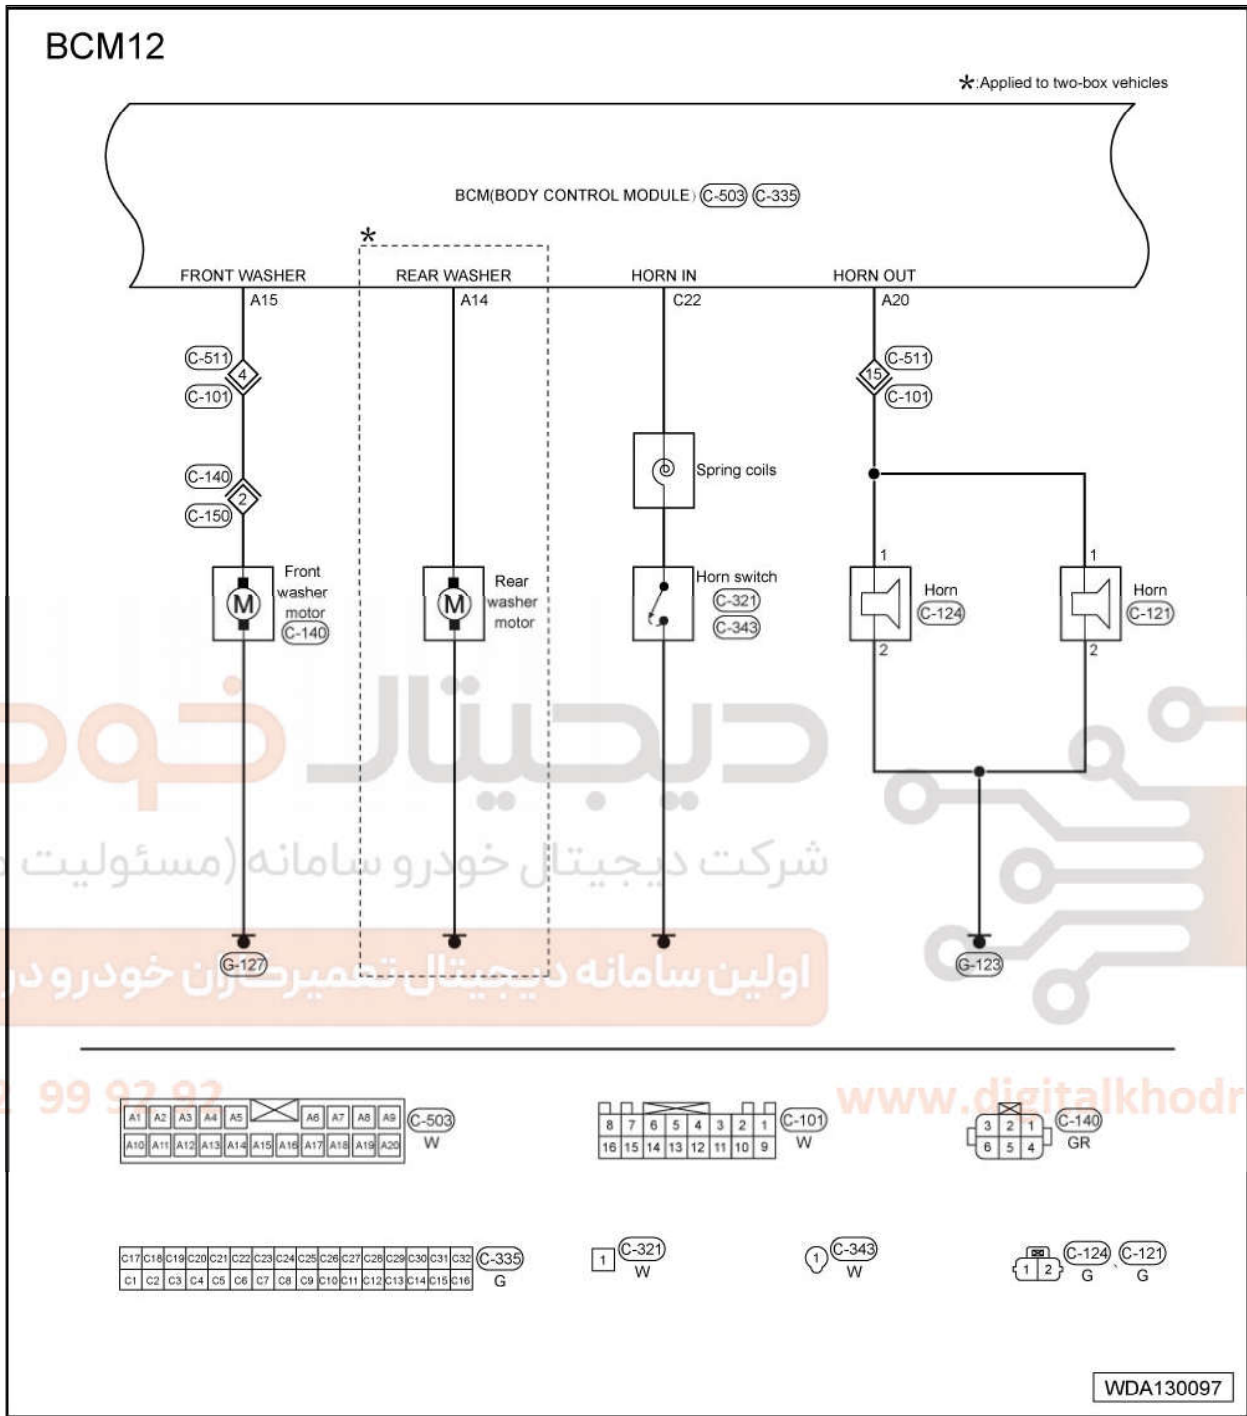 BCM12
*:Applied to two-box vehicles
BCM(BODY CONTROL MODULE) C-503 C-335
*
FRONT WASHER REAR WASHER HORN IN HORN OUT
A15 A14 C22 A20
C-511 C-511
4 15
C-101 C-101
C-140 Spring coils
2
C-150
1 1
Front washer motor C-140
M
Rear washer motor
M
Horn switch C-321 C-343
Horn C-124
Horn C-121
2 2
دیجیتال خود
شرکت دیجیتال خودرو سامانه (مسئولیت
اولین سامانه دیجیتال تعمیرکاران خودرو در
G-127 G-123
99 92 92
www.digitalkhodr
A1 A2 A3 A4 A5 A6 A7 A8 A9
A10 A11 A12 A13 A14 A15 A16 A17 A18 A19 A20
C-503
W
8 7 6 5 4 3 2 1
16 15 14 13 12 11 10 9
C-101
W
3 2 1
6 5 4
C-140
GR
C17 C18 C19 C20 C21 C22 C23 C24 C25 C26 C27 C28 C29 C30 C31 C32
C1 C2 C3 C4 C5 C6 C7 C8 C9 C10 C11 C12 C13 C14 C15 C16
C-335
G
1
C-321
W
1
C-343
W
1 2
C-124 、 C-121
G G
WDA130097